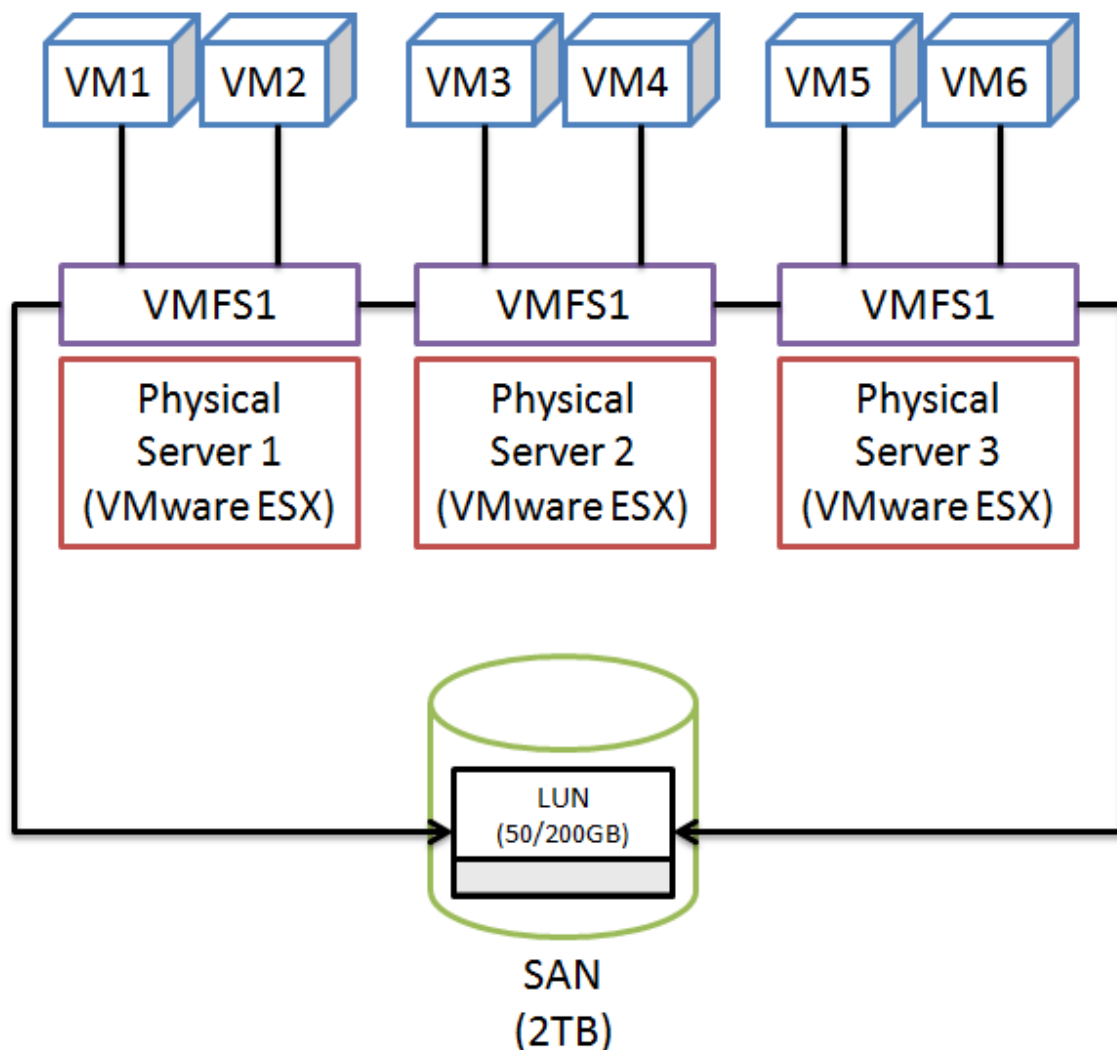 VM1
VM2
VM3
VM4
VM5
VM6
VMFS1
VMFS1
VMFS1
Physical
Server 1
(VMware ESX)
Physical
Server 2
(VMware ESX)
Physical
Server 3
(VMware ESX)
LUN
(50/200GB)
SAN
(2TB)